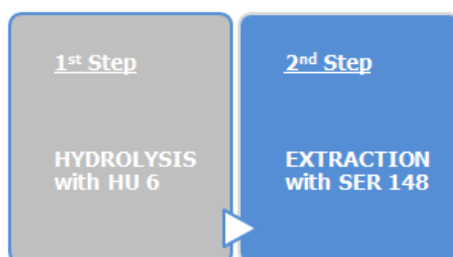 1st Step
HYDROLYSIS
with HU 6
2nd Step
EXTRACTION
with SER 148